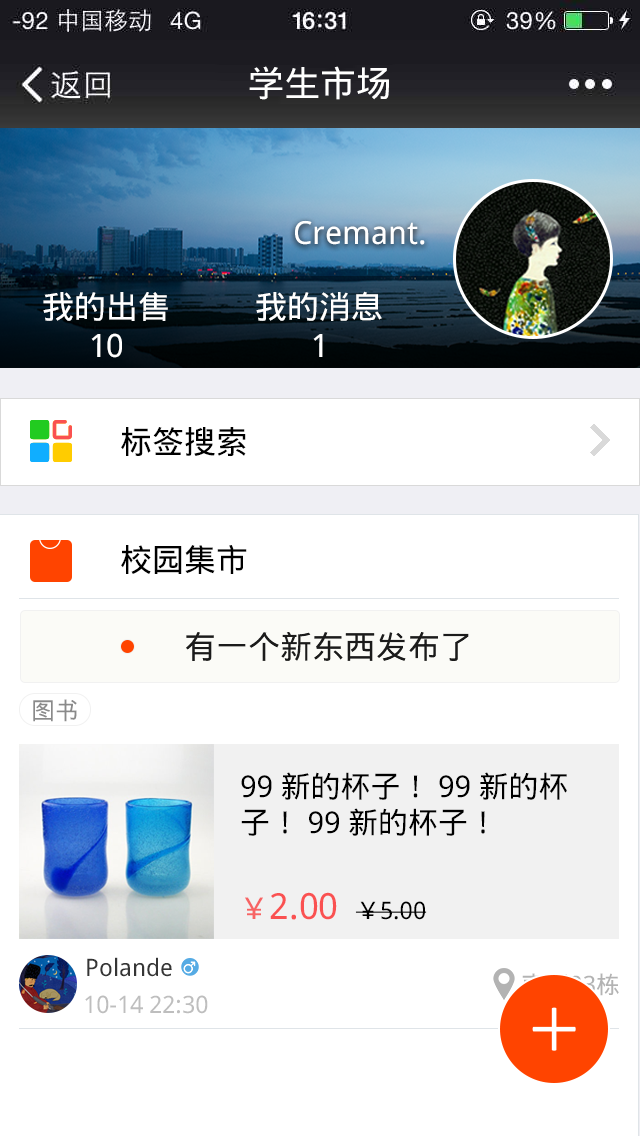 -92 中国移动 4G 16:31 39%
返回 学生市场
Cremant.
我的出售 我的消息
10 1
标签搜索
校园集市
有一个新东西发布了
图书
99 新的杯子！ 99 新的杯
子！ 99 新的杯子！
￥2.00 ￥5.00
Polande
10-14 22:30 栋